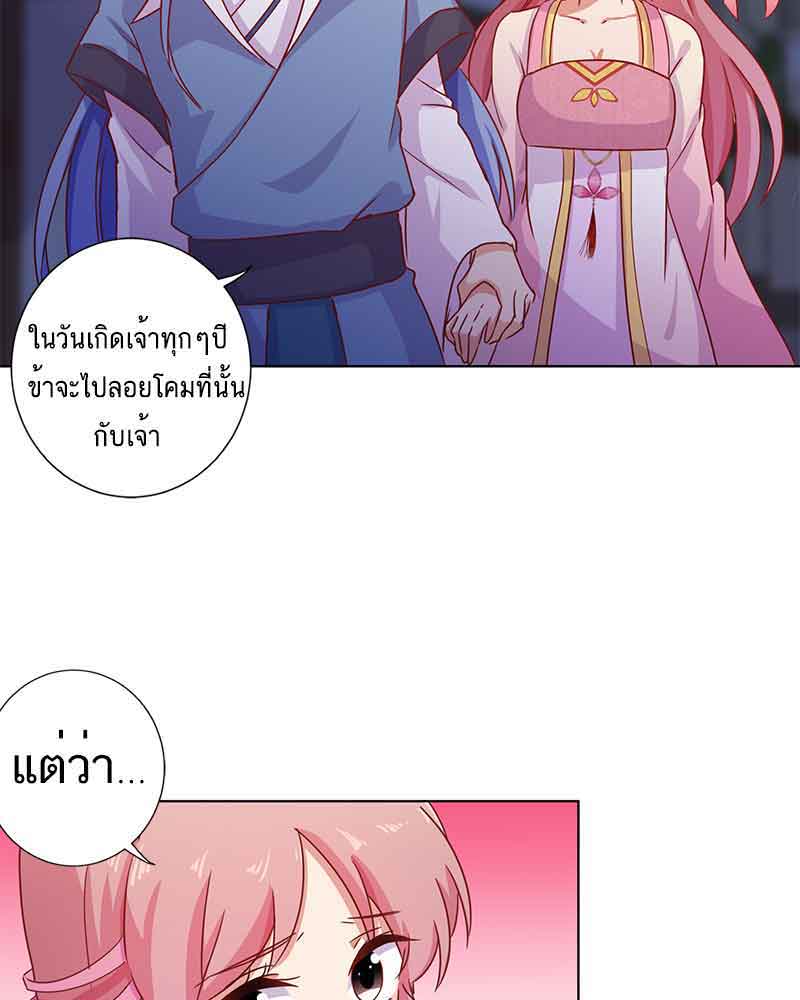 ในวันเกิดเจ้าทุกๆปี
ข้าจะไปลอยโคมที่นั้น
กับเจ้า
แต่ว่า...